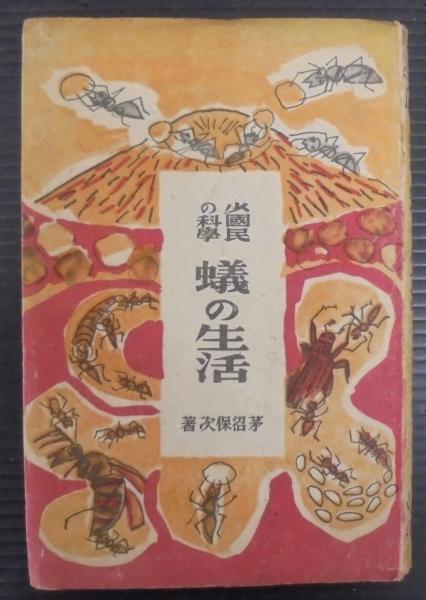 少國民
の科學
蟻の生活
茅沼保次著